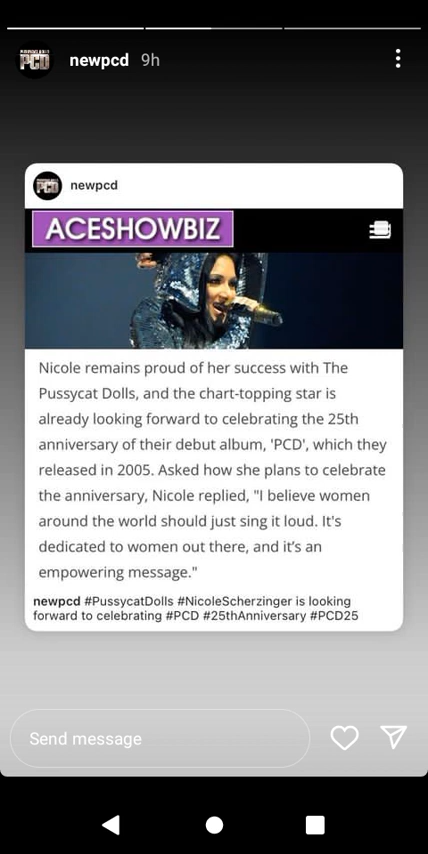 newpcd 9h
newpcd
ACESHOWBIZ
Nicole remains proud of her success with The
Pussycat Dolls, and the chart-topping star is
already looking forward to celebrating the 25th
anniversary of their debut album, 'PCD', which they
released in 2005. Asked how she plans to celebrate
the anniversary, Nicole replied, "I believe women
around the world should just sing it loud. It's
dedicated to women out there, and it's an
empowering message."
newpcd #PussycatDolls #NicoleScherzinger is looking
forward to celebrating #PCD #25thAnniversary #PCD25
Send message